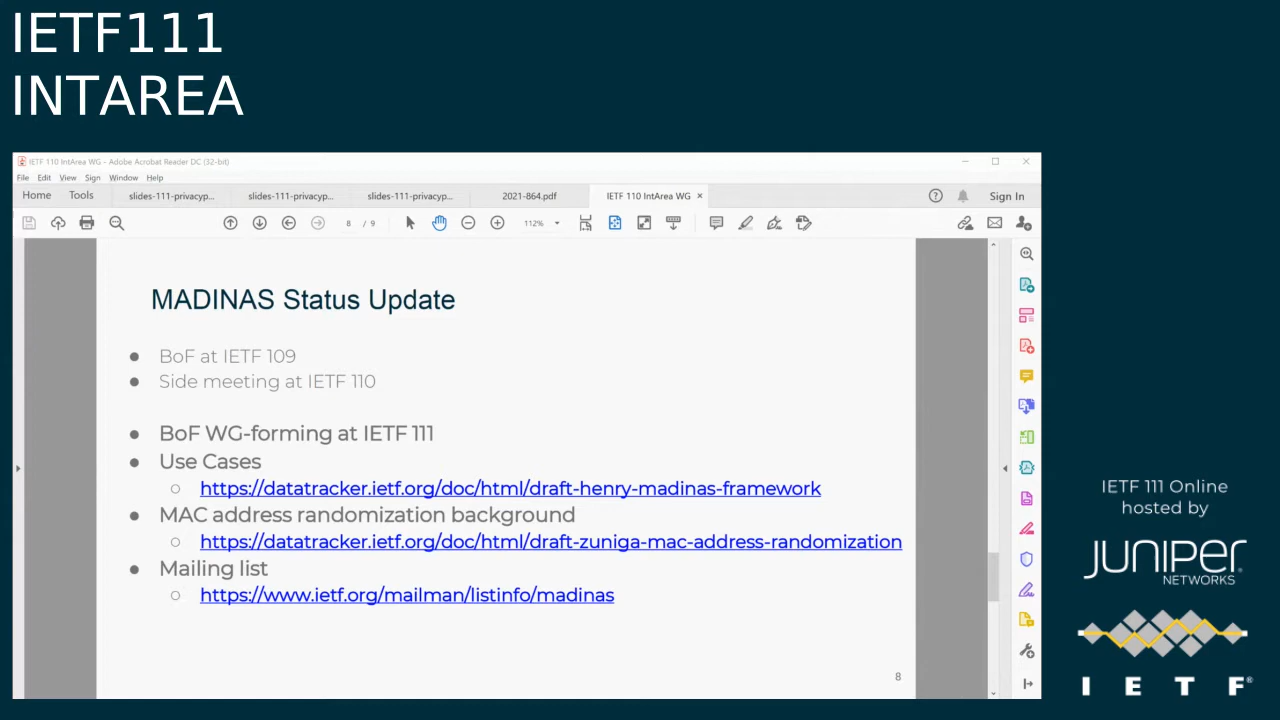 IETF111
INTAREA
IETF 110 IntArea WG - Adobe Acrobat Reader DC (32-bit)
File Edit View Sign Window Help
Home Tools slides-111-privacyp... slides-111-privacyp... slides-111-privacyp... 2021-864.pdf IETF 110 IntArea WG × Sign In
8 / 9 112%
MADINAS Status Update
● BoF at IETF 109
● Side meeting at IETF 110
● BoF WG-forming at IETF 111
● Use Cases
○ https://datatracker.ietf.org/doc/html/draft-henry-madinas-framework
● MAC address randomization background
○ https://datatracker.ietf.org/doc/html/draft-zuniga-mac-address-randomization
● Mailing list
○ https://www.ietf.org/mailman/listinfo/madinas
8
IETF 111 Online
hosted by
JUNIPER
NETWORKS
I E T F®